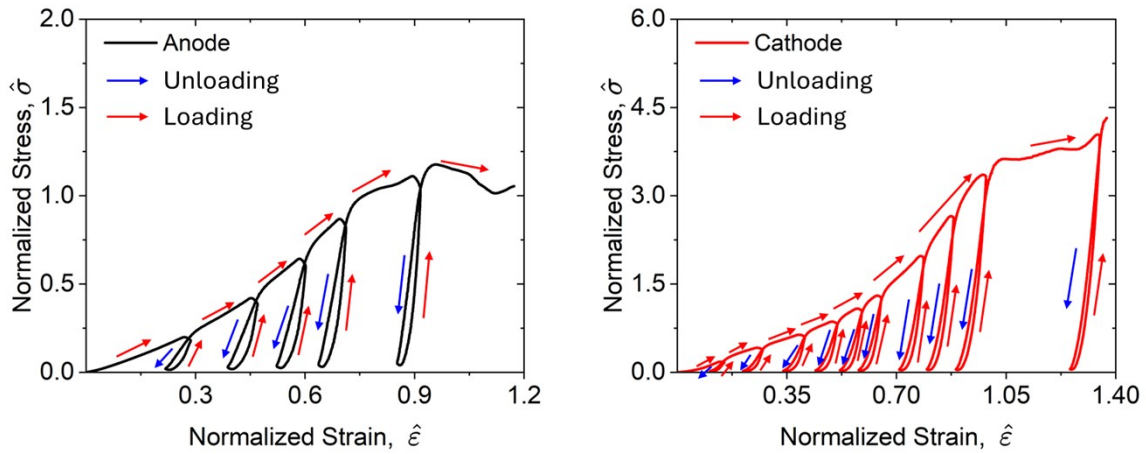 Normalized Stress, σ̂
2.0
1.5
1.0
0.5
0.0
Anode
Unloading
Loading
0.3
0.6
0.9
1.2
Normalized Strain, ε̂
Normalized Stress, σ̂
6.0
4.5
3.0
1.5
0.0
Cathode
Unloading
Loading
0.35
0.70
1.05
1.40
Normalized Strain, ε̂